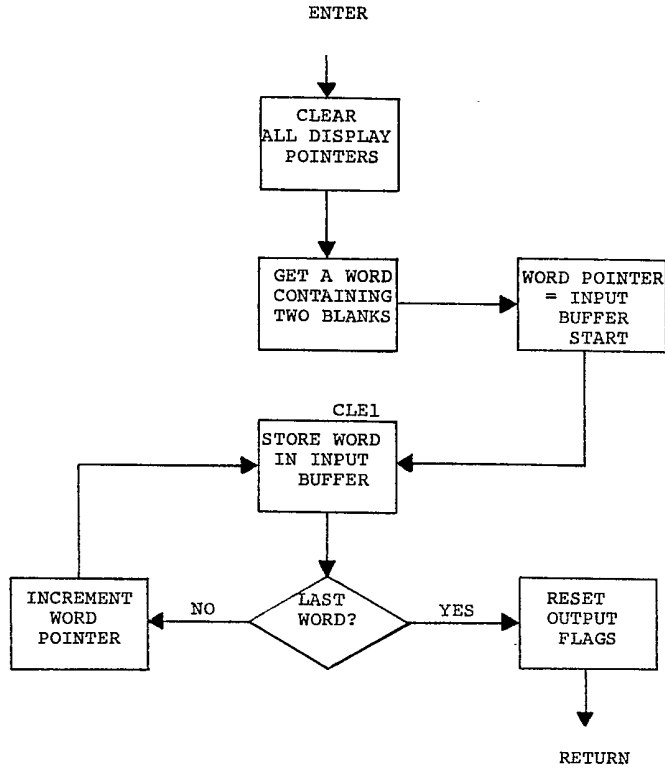 ENTER
CLEAR
ALL DISPLAY
POINTERS
GET A WORD
CONTAINING
TWO BLANKS
WORD POINTER
= INPUT
BUFFER
START
CLE1
STORE WORD
IN INPUT
BUFFER
INCREMENT
WORD
POINTER
NO
LAST
WORD?
YES
RESET
OUTPUT
FLAGS
RETURN